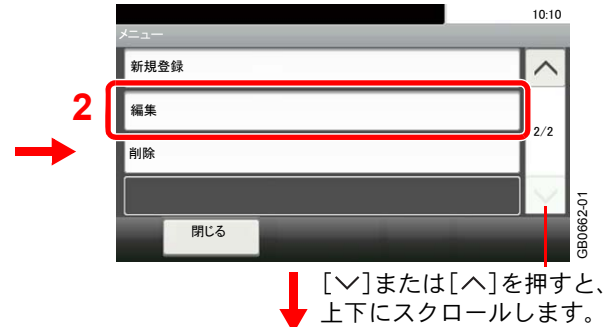 10:10
メニュー
新規登録
2
編集
2/2
削除
閉じる
GB0662-01
[∨]または[∧]を押すと、
上下にスクロールします。